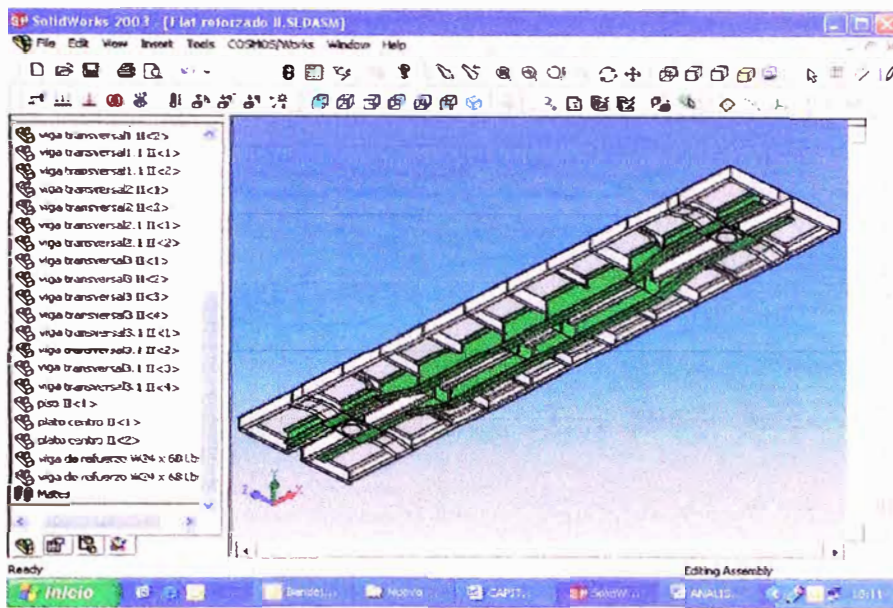 SolidWorks 2003 - [Flat reforzado II.SLDASM]
File Edit View Insert Tools COSMOS/Works Window Help
viga transversal1 II<2>
viga transversal1.1 II<1>
viga transversal1.1 II<2>
viga transversal2 II<1>
viga transversal2 II<2>
viga transversal2.1 II<1>
viga transversal2.1 II<2>
viga transversal3 II<1>
viga transversal3 II<2>
viga transversal3 II<3>
viga transversal3 II<4>
viga transversal3.1 II<1>
viga transversal3.1 II<2>
viga transversal3.1 II<3>
viga transversal3.1 II<4>
piso II<1>
plato centro II<1>
plato centro II<2>
viga de refuerzo W24 x 68 Lb
viga de refuerzo W24 x 68 Lb
Mates
Y
Z
X
Ready
Editing Assembly
Inicio
Nuevo
CAPIT...
SolidW...
ANALIS...